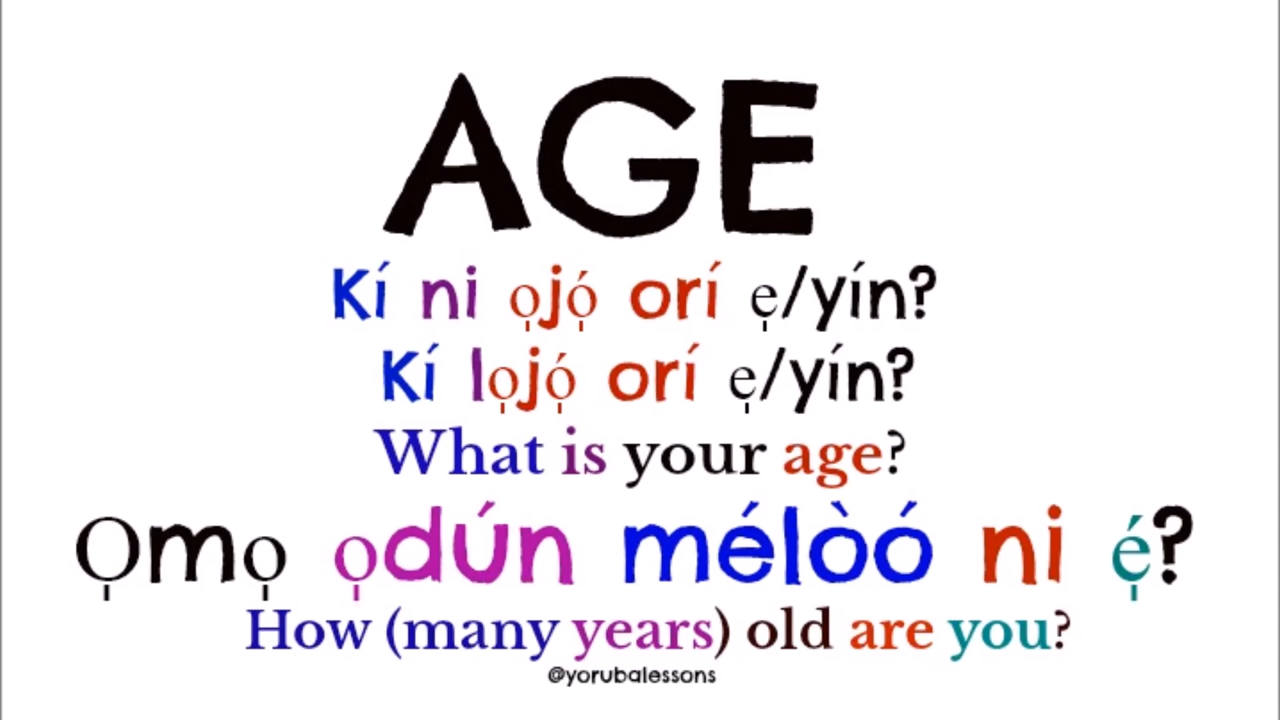 AGE
Kí ni ọjọ́ orí ẹ/yín?
Kí lọjọ́ orí ẹ/yín?
What is your age?
Ọmọ ọdún mélòó ni ẹ́?
How (many years) old are you?
@yorubalessons